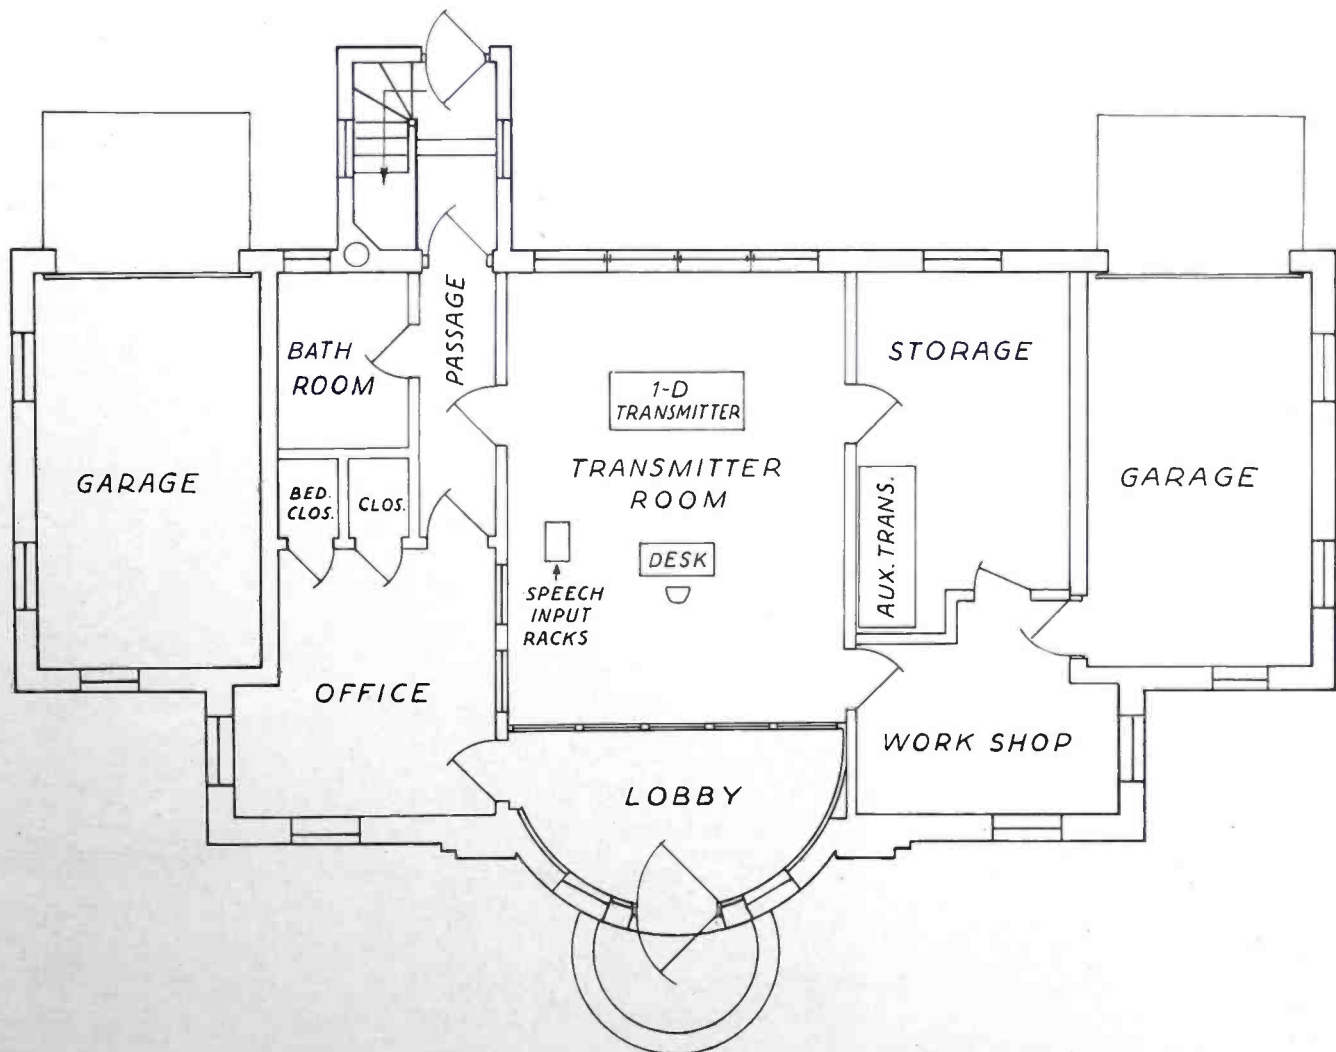 PASSAGE
BATH
ROOM
STORAGE
1-D
TRANSMITTER
TRANSMITTER
ROOM
GARAGE
BED.
CLOS.
CLOS.
GARAGE
AUX. TRANS.
DESK
SPEECH
INPUT
RACKS
OFFICE
WORK SHOP
LOBBY